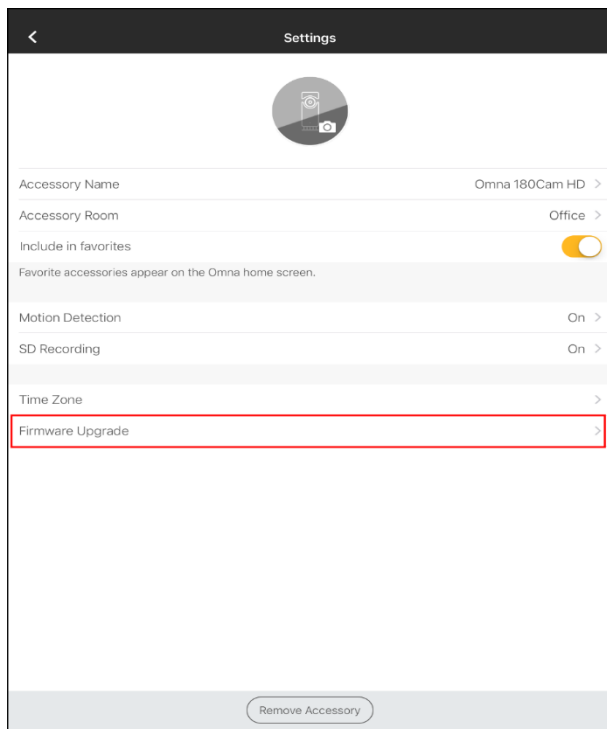 Settings
Accessory Name Omna 180Cam HD
Accessory Room Office
Include in favorites
Favorite accessories appear on the Omna home screen.
Motion Detection On
SD Recording On
Time Zone
Firmware Upgrade
Remove Accessory